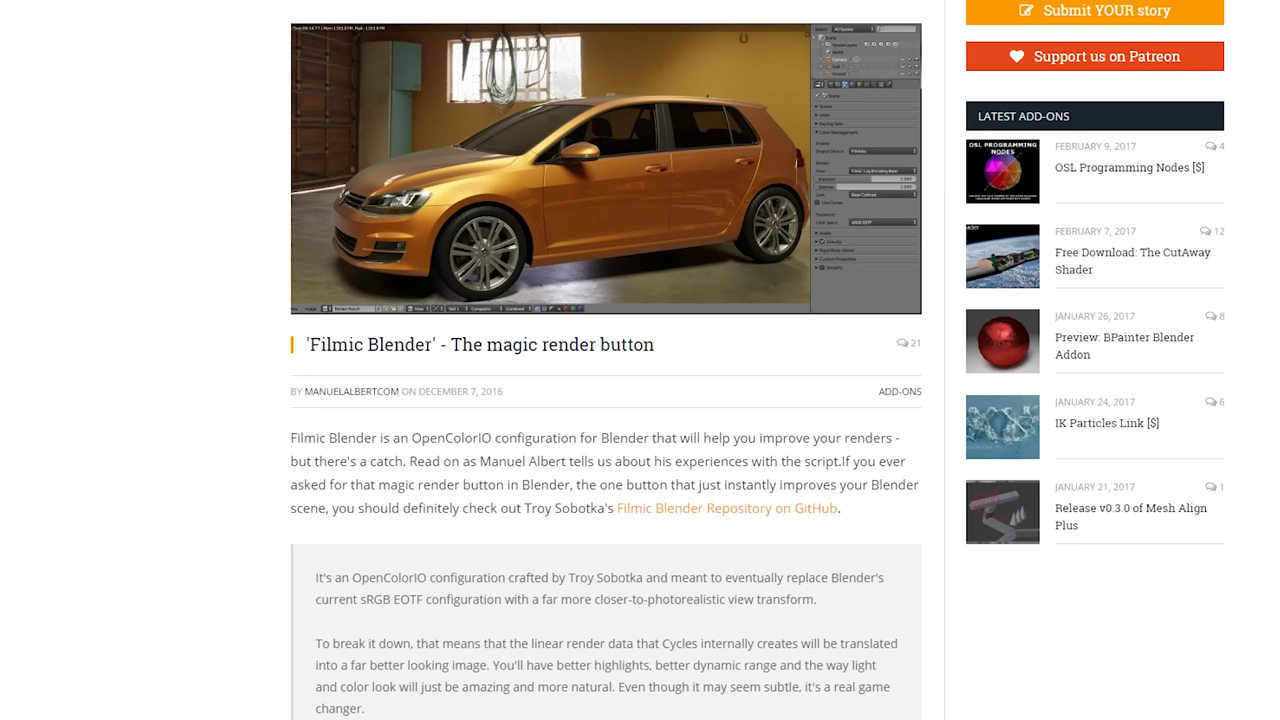 Submit YOUR story
Support us on Patreon
'Filmic Blender' - The magic render button
21
BY MANUELALBERTCOM ON DECEMBER 7, 2016
ADD-ONS
Filmic Blender is an OpenColorIO configuration for Blender that will help you improve your renders -
but there's a catch. Read on as Manuel Albert tells us about his experiences with the script.If you ever
asked for that magic render button in Blender, the one button that just instantly improves your Blender
scene, you should definitely check out Troy Sobotka's Filmic Blender Repository on GitHub.
It's an OpenColorIO configuration crafted by Troy Sobotka and meant to eventually replace Blender's
current sRGB EOTF configuration with a far more closer-to-photorealistic view transform.
To break it down, that means that the linear render data that Cycles internally creates will be translated
into a far better looking image. You'll have better highlights, better dynamic range and the way light
and color look will just be amazing and more natural. Even though it may seem subtle, it's a real game
changer.
LATEST ADD-ONS
OSL PROGRAMMING
NODES
FEBRUARY 9, 2017
4
OSL Programming Nodes [$]
FEBRUARY 7, 2017
12
Free Download: The CutAway
Shader
JANUARY 26, 2017
8
Preview: BPainter Blender
Addon
JANUARY 24, 2017
6
IK Particles Link [$]
JANUARY 21, 2017
1
Release v0.3.0 of Mesh Align
Plus